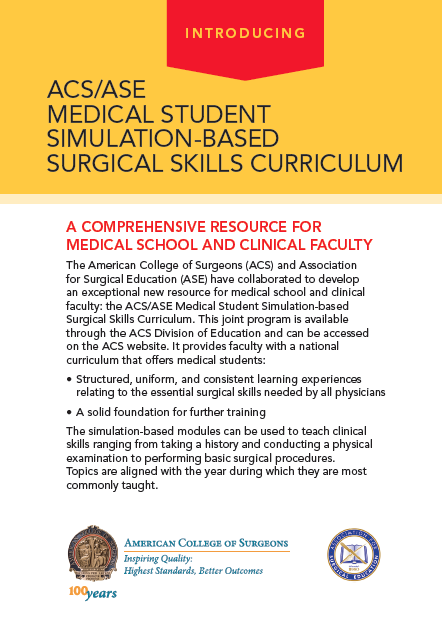 INTRODUCING
ACS/ASE
MEDICAL STUDENT
SIMULATION-BASED
SURGICAL SKILLS CURRICULUM
A COMPREHENSIVE RESOURCE FOR
MEDICAL SCHOOL AND CLINICAL FACULTY
The American College of Surgeons (ACS) and Association
for Surgical Education (ASE) have collaborated to develop
an exceptional new resource for medical school and clinical
faculty: the ACS/ASE Medical Student Simulation-based
Surgical Skills Curriculum. This joint program is available
through the ACS Division of Education and can be accessed
on the ACS website. It provides faculty with a national
curriculum that offers medical students:
• Structured, uniform, and consistent learning experiences
relating to the essential surgical skills needed by all physicians
• A solid foundation for further training
The simulation-based modules can be used to teach clinical
skills ranging from taking a history and conducting a physical
examination to performing basic surgical procedures.
Topics are aligned with the year during which they are most
commonly taught.
AMERICAN COLLEGE OF SURGEONS
Inspiring Quality:
Highest Standards, Better Outcomes
100years
ASSOCIATION FOR
SURGICAL EDUCATION